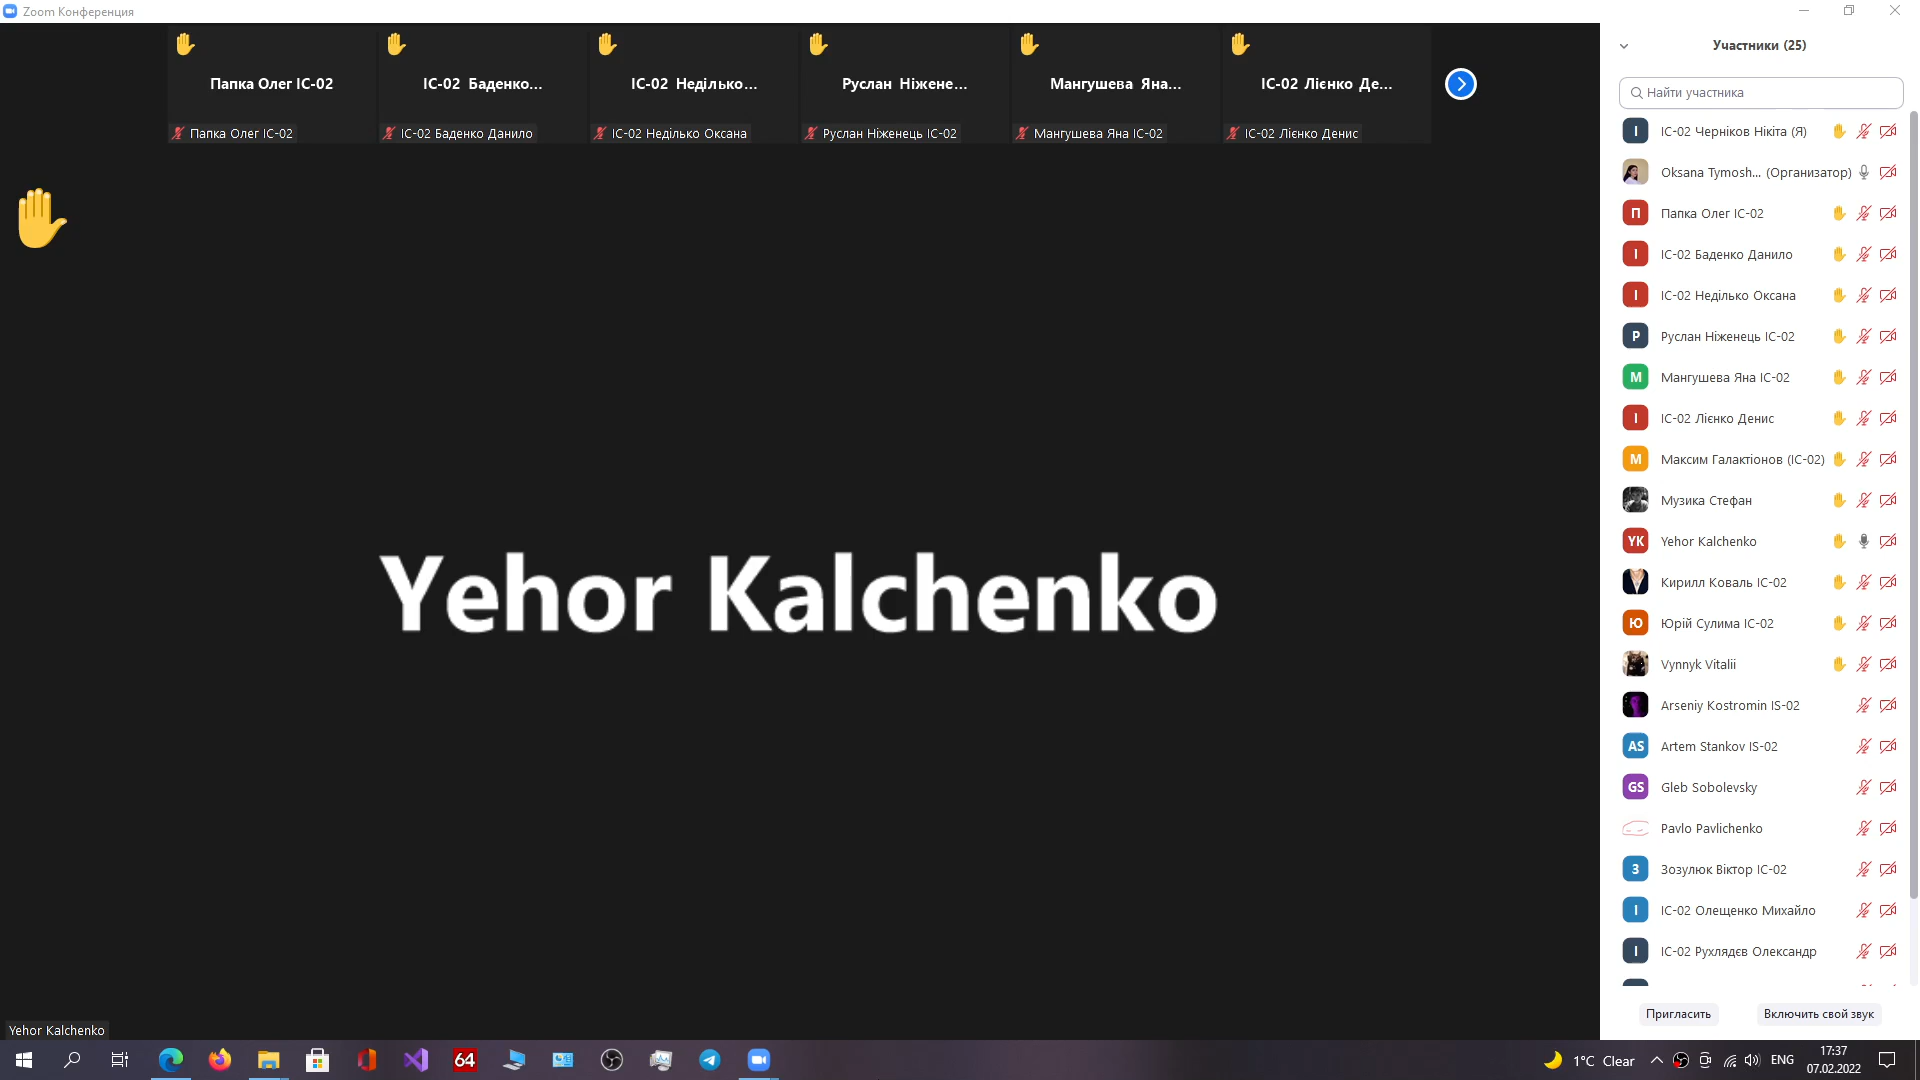 Zoom Конференция
Папка Олег ІС-02
ІС-02 Баденко...
ІС-02 Неділько...
Руслан Ніжене...
Мангушева Яна...
ІС-02 Лієнко Де...
Папка Олег ІС-02
ІС-02 Баденко Данило
ІС-02 Неділько Оксана
Руслан Ніженець ІС-02
Мангушева Яна ІС-02
ІС-02 Лієнко Денис
Yehor Kalchenko
Yehor Kalchenko
Участники (25)
Найти участника
І ІС-02 Черніков Нікіта (Я)
Oksana Tymosh... (Организатор)
П Папка Олег ІС-02
І ІС-02 Баденко Данило
І ІС-02 Неділько Оксана
Р Руслан Ніженець ІС-02
М Мангушева Яна ІС-02
І ІС-02 Лієнко Денис
М Максим Галактіонов (ІС-02)
Музика Стефан
YK Yehor Kalchenko
Кирилл Коваль ІС-02
Ю Юрій Сулима ІС-02
Vynnyk Vitalii
Arseniy Kostromin IS-02
AS Artem Stankov IS-02
GS Gleb Sobolevsky
Pavlo Pavlichenko
З Зозулюк Віктор ІС-02
І ІС-02 Олещенко Михайло
І ІС-02 Рухлядєв Олександр
Пригласить
Включить свой звук
64
1°C Clear
ENG
17:37
07.02.2022